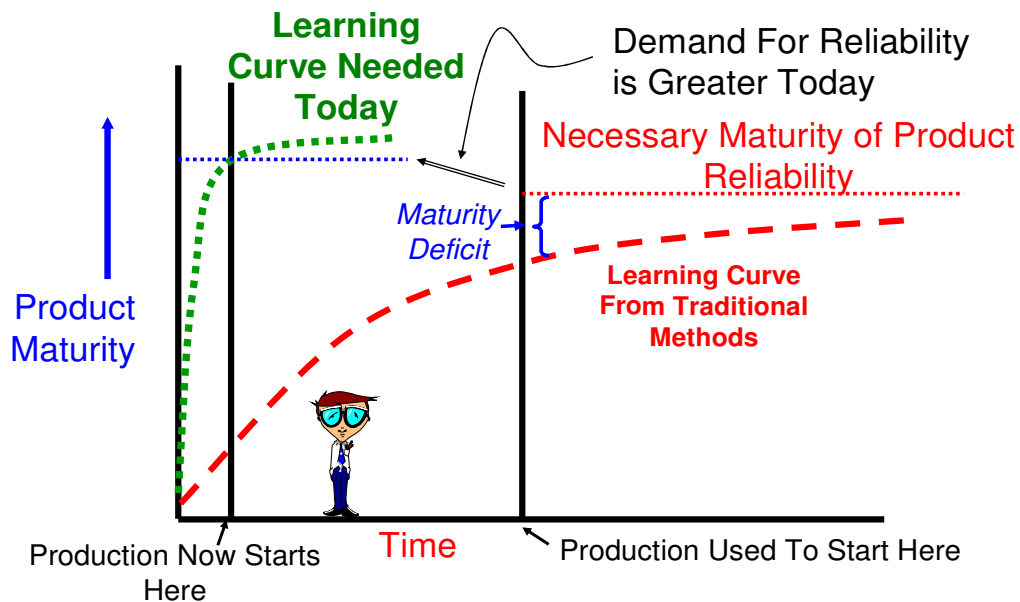 Learning
Curve Needed
Today
Demand For Reliability
is Greater Today
Necessary Maturity of Product
Reliability
Maturity
Deficit
Learning Curve
From Traditional
Methods
Product
Maturity
Production Now Starts
Here
Time
Production Used To Start Here